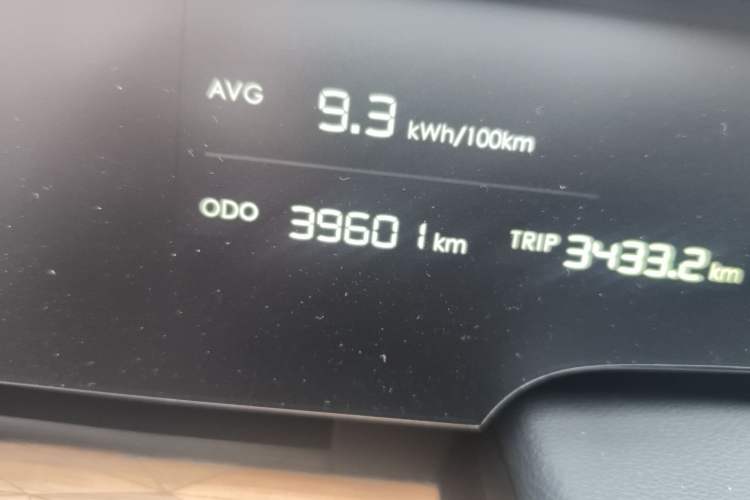 AVG 9.3 kWh/100km
ODO 39601 km TRIP 3433.2 km